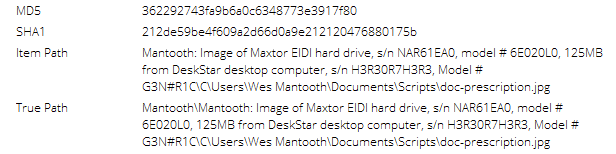 MD5 362292743fa9b6a0c6348773e3917f80
SHA1 212de59be4f609a2d66d0a9e212120476880175b
Item Path Mantooth: Image of Maxtor EIDI hard drive, s/n NAR61EA0, model # 6E020L0, 125MB
from DeskStar desktop computer, s/n H3R30R7H3R3, Model #
G3N#R1C\C\Users\Wes Mantooth\Documents\Scripts\doc-prescription.jpg
True Path Mantooth\Mantooth: Image of Maxtor EIDI hard drive, s/n NAR61EA0, model #
6E020L0, 125MB from DeskStar desktop computer, s/n H3R30R7H3R3, Model #
G3N#R1C\C\Users\Wes Mantooth\Documents\Scripts\doc-prescription.jpg